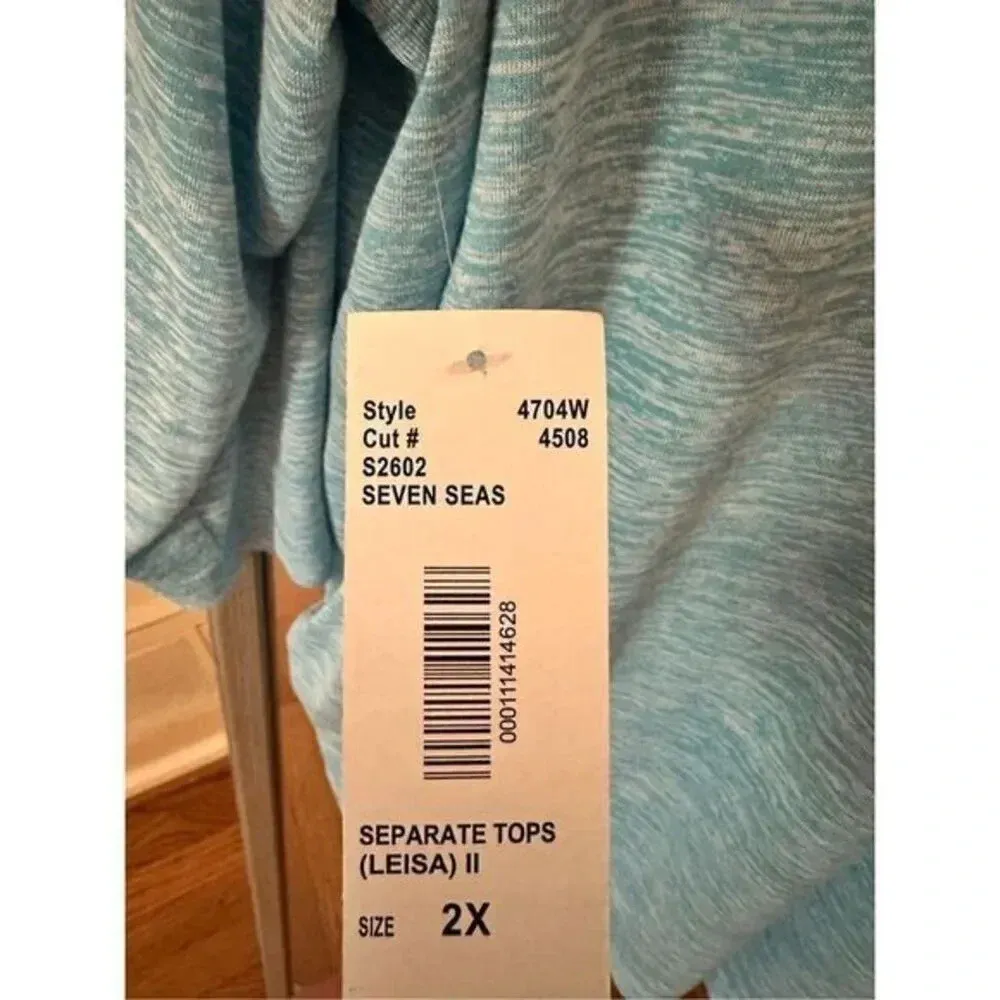 Style 4704W
Cut # 4508
S2602
SEVEN SEAS
000111414628
SEPARATE TOPS
(LEISA) II
SIZE 2X